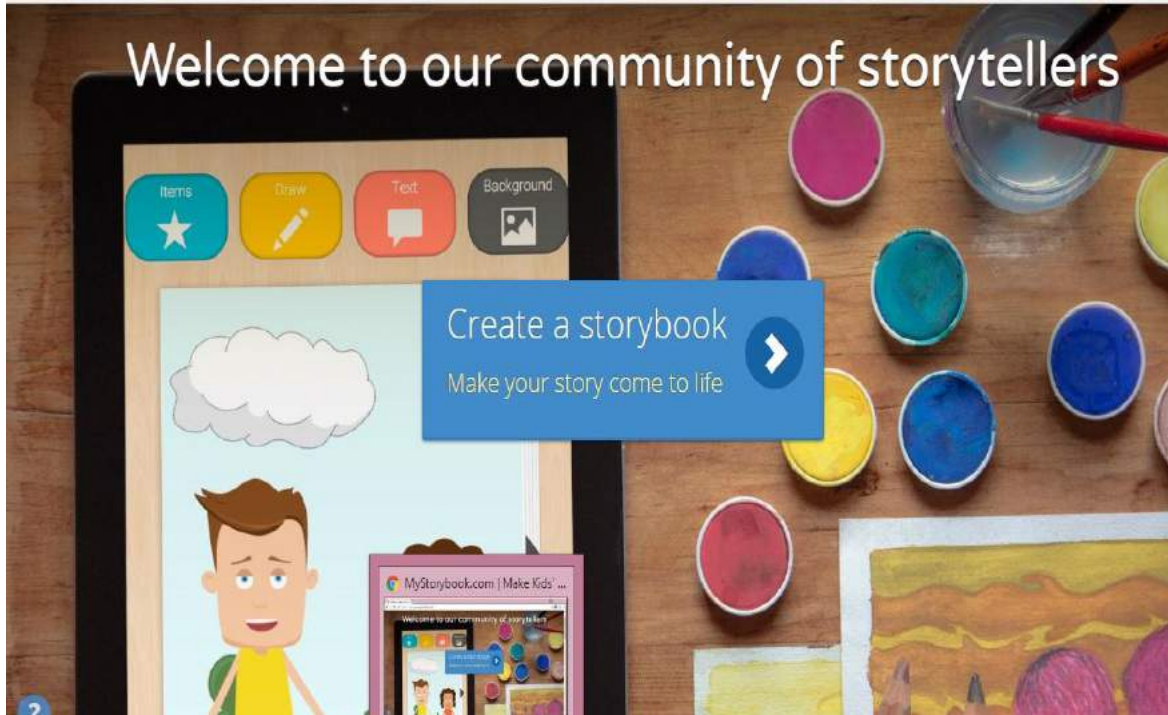 Welcome to our community of storytellers
Items
Draw
Text
Background
Create a storybook
Make your story come to life
MyStorybook.com | Make Kids' ...
Welcome to our community of storytellers
?